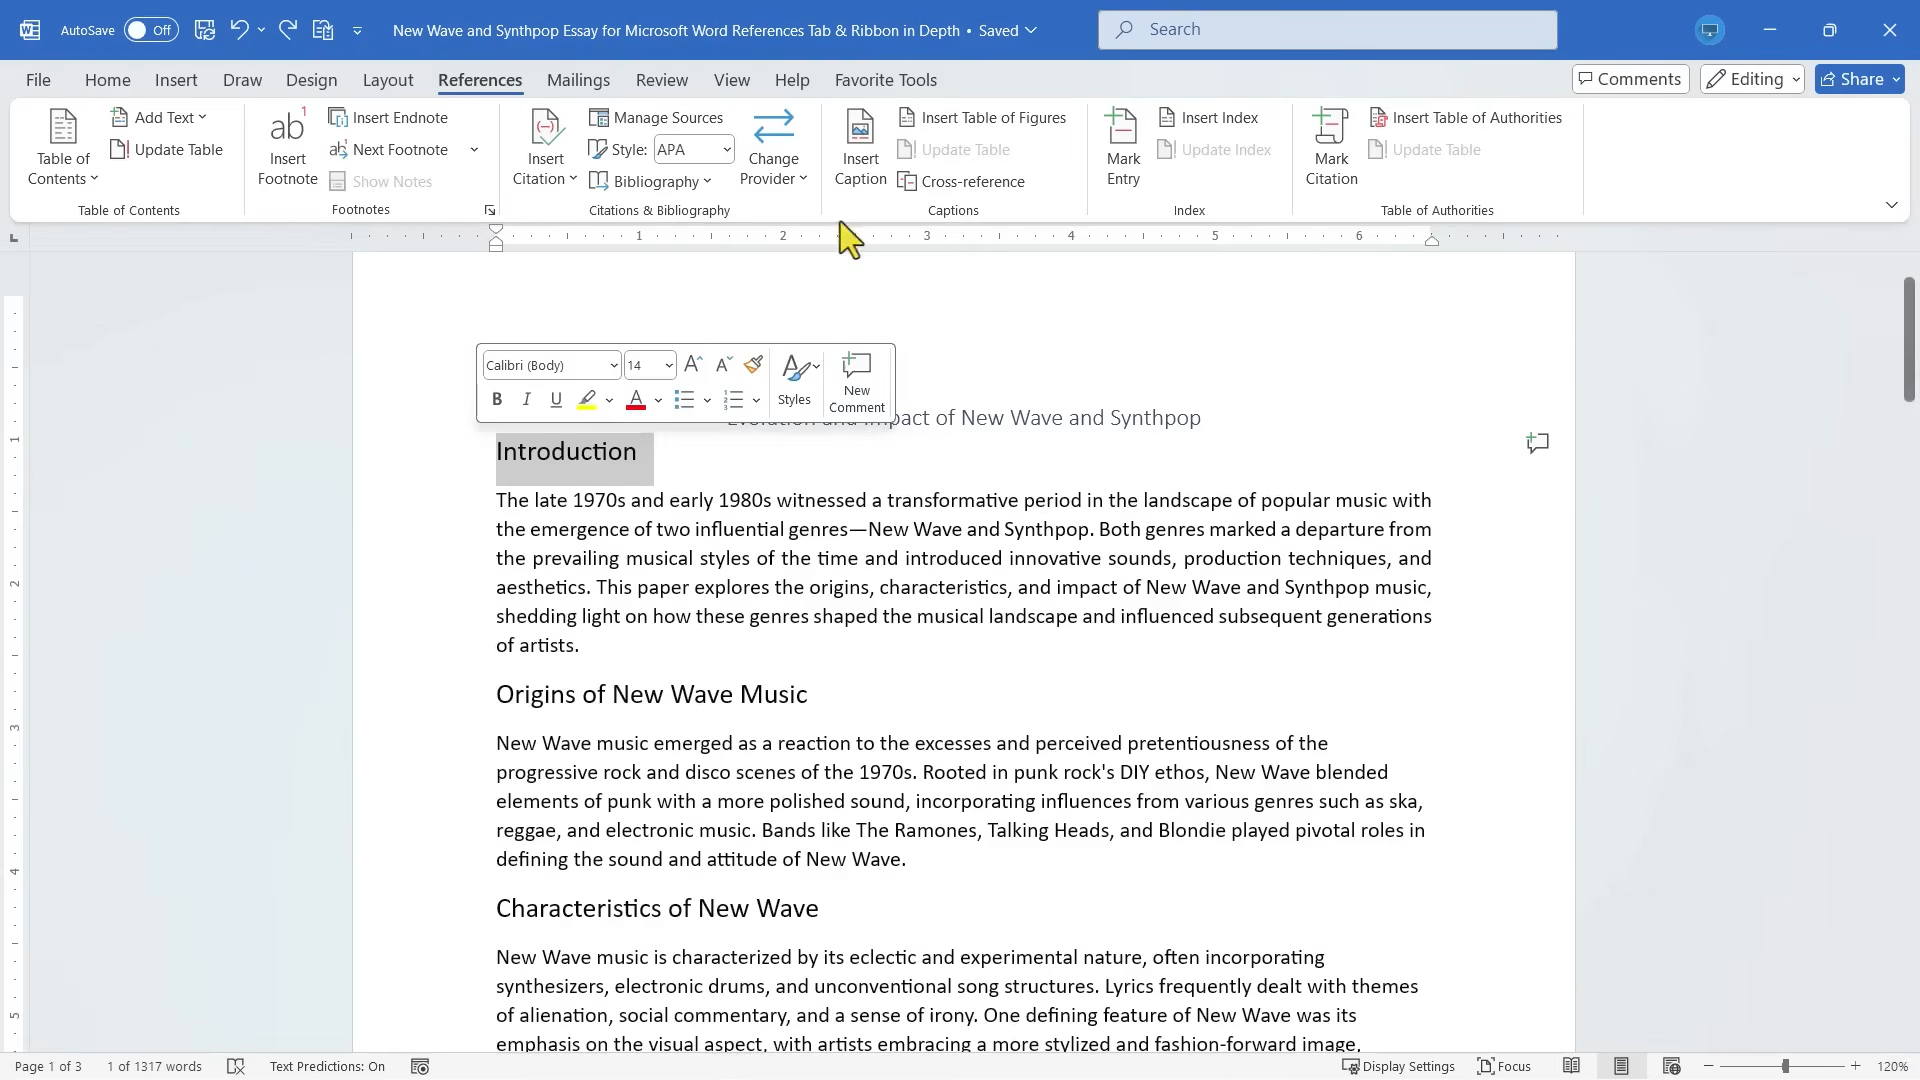 AutoSave Off New Wave and Synthpop Essay for Microsoft Word References Tab & Ribbon in Depth • Saved Search
File Home Insert Draw Design Layout References Mailings Review View Help Favorite Tools Comments Editing Share
Table of Contents
Add Text
Update Table
Table of Contents
ab 1
Insert Footnote
Insert Endnote
Next Footnote
Show Notes
Footnotes
Insert Citation
Manage Sources
Style: APA
Bibliography
Change Provider
Citations & Bibliography
Insert Caption
Insert Table of Figures
Update Table
Cross-reference
Captions
Mark Entry
Insert Index
Update Index
Index
Mark Citation
Insert Table of Authorities
Update Table
Table of Authorities
1 2 3 4 5 6
Calibri (Body) 14
B I U Styles New Comment
Impact of New Wave and Synthpop
Introduction
The late 1970s and early 1980s witnessed a transformative period in the landscape of popular music with
the emergence of two influential genres—New Wave and Synthpop. Both genres marked a departure from
the prevailing musical styles of the time and introduced innovative sounds, production techniques, and
aesthetics. This paper explores the origins, characteristics, and impact of New Wave and Synthpop music,
shedding light on how these genres shaped the musical landscape and influenced subsequent generations
of artists.
Origins of New Wave Music
New Wave music emerged as a reaction to the excesses and perceived pretentiousness of the
progressive rock and disco scenes of the 1970s. Rooted in punk rock's DIY ethos, New Wave blended
elements of punk with a more polished sound, incorporating influences from various genres such as ska,
reggae, and electronic music. Bands like The Ramones, Talking Heads, and Blondie played pivotal roles in
defining the sound and attitude of New Wave.
Characteristics of New Wave
New Wave music is characterized by its eclectic and experimental nature, often incorporating
synthesizers, electronic drums, and unconventional song structures. Lyrics frequently dealt with themes
of alienation, social commentary, and a sense of irony. One defining feature of New Wave was its
emphasis on the visual aspect, with artists embracing a more stylized and fashion-forward image.
1
2
3
4
5
Page 1 of 3 1 of 1317 words Text Predictions: On Display Settings Focus 120%